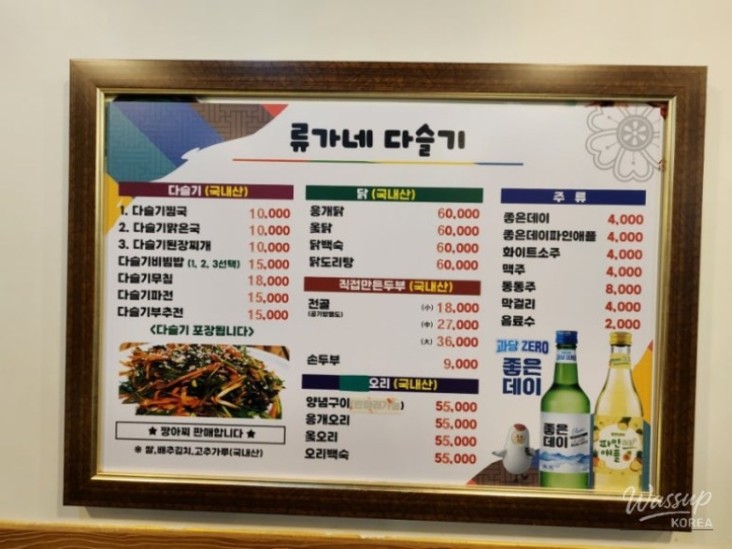 류가네 다슬기
다슬기 (국내산)
1. 다슬기찜국 10,000
2. 다슬기맑은국 10,000
3. 다슬기된장찌개 10,000
다슬기비빔밥 (1, 2, 3선택) 15,000
다슬기무침 18,000
다슬기파전 15,000
다슬기부추전 15,000
<다슬기 포장됩니다>
★ 장아찌 판매합니다 ★
※ 쌀,배추김치,고추가루(국내산)
닭 (국내산)
옹개닭 60,000
옻닭 60,000
닭백숙 60,000
닭도리탕 60,000
직접만든두부 (국내산)
전골 (小) 18,000
(공기밥별도)
(中) 27,000
(大) 36,000
손두부 9,000
오리 (국내산)
양념구이 55,000
옹개오리 55,000
옻오리 55,000
오리백숙 55,000
주 류
좋은데이 4,000
좋은데이파인애플 4,000
화이트소주 4,000
맥주 4,000
동동주 8,000
막걸리 4,000
음료수 2,000
과당 ZERO
좋은
데이
좋은
데이
파인
애플
Wassup
KOREA